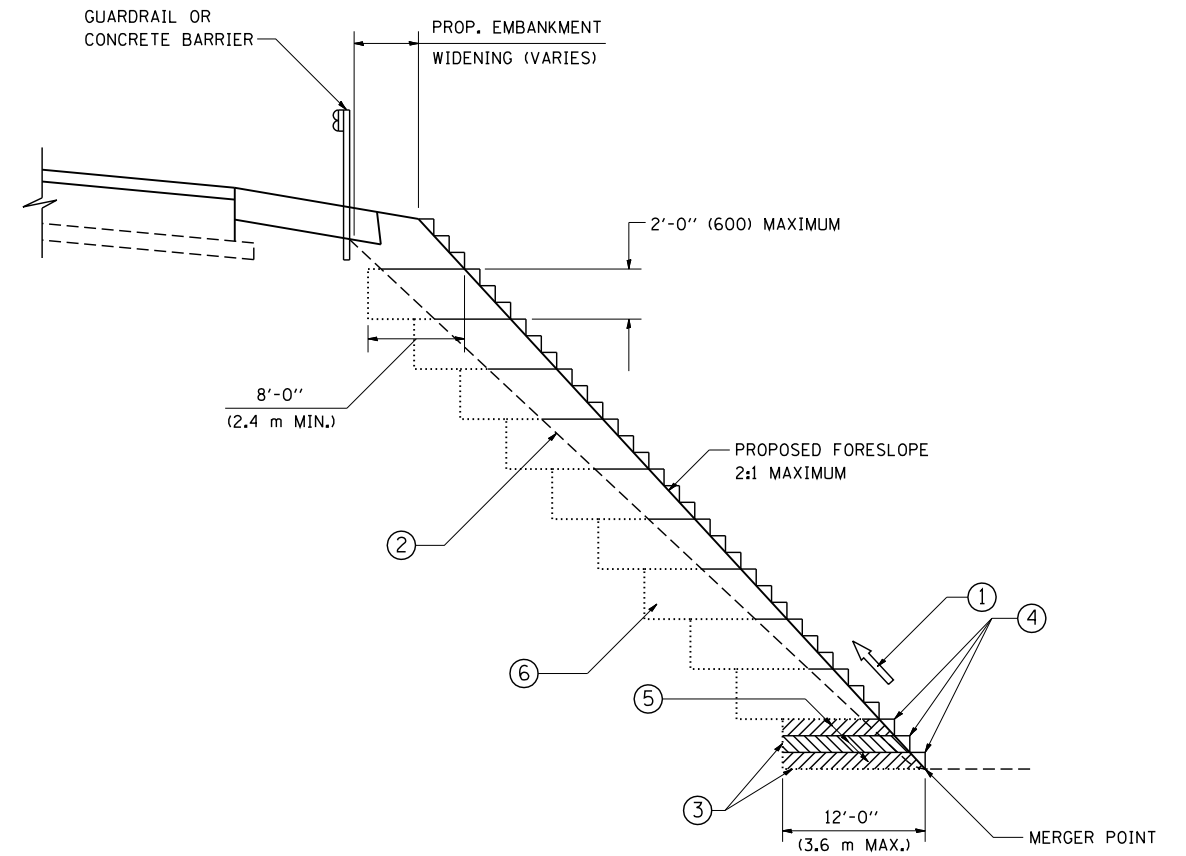 GUARDRAIL OR
CONCRETE BARRIER
PROP. EMBANKMENT
WIDENING (VARIES)
2'-0'' (600) MAXIMUM
8'-0''
(2.4 m MIN.)
PROPOSED FORESLOPE
2:1 MAXIMUM
2
1
4
6
5
3
12'-0''
(3.6 m MAX.)
MERGER POINT